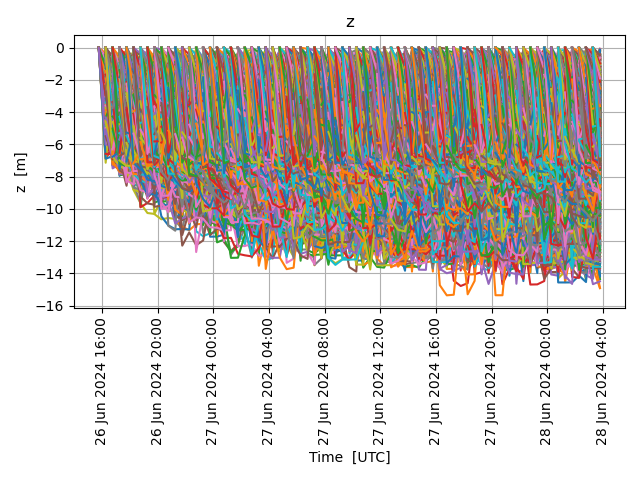 z
0
−2
−4
−6
−8
−10
−12
−14
−16
z [m]
26 Jun 2024 16:00
26 Jun 2024 20:00
27 Jun 2024 00:00
27 Jun 2024 04:00
27 Jun 2024 08:00
27 Jun 2024 12:00
27 Jun 2024 16:00
27 Jun 2024 20:00
28 Jun 2024 00:00
28 Jun 2024 04:00
Time [UTC]